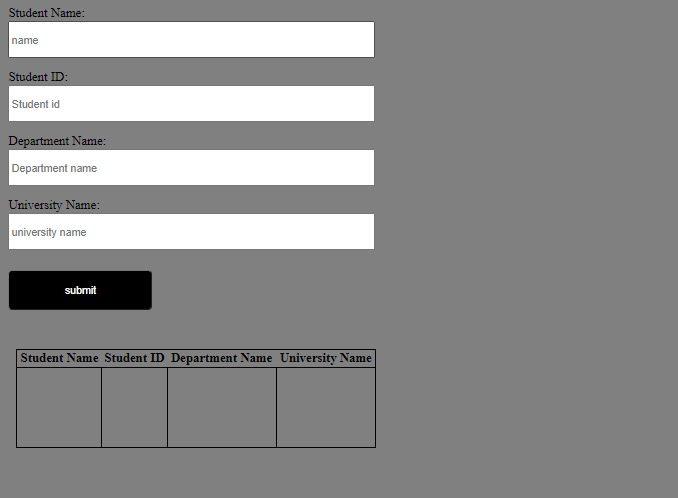 Student Name:
name
Student ID:
Student id
Department Name:
Department name
University Name:
university name
submit
Student Name Student ID Department Name University Name